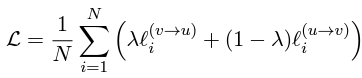 $\mathcal{L} = \frac{1}{N} \sum_{i=1}^{N} \left( \lambda \ell_i^{(v \to u)} + (1 - \lambda) \ell_i^{(u \to v)} \right)$